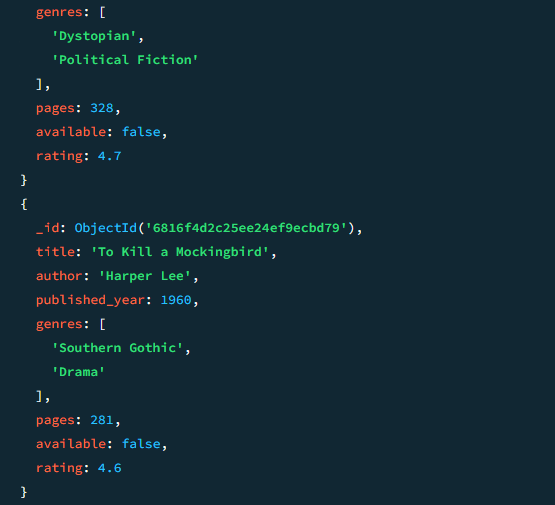 genres: [
'Dystopian',
'Political Fiction'
],
pages: 328,
available: false,
rating: 4.7
}
{
_id: ObjectId('6816f4d2c25ee24ef9ecbd79'),
title: 'To Kill a Mockingbird',
author: 'Harper Lee',
published_year: 1960,
genres: [
'Southern Gothic',
'Drama'
],
pages: 281,
available: false,
rating: 4.6
}